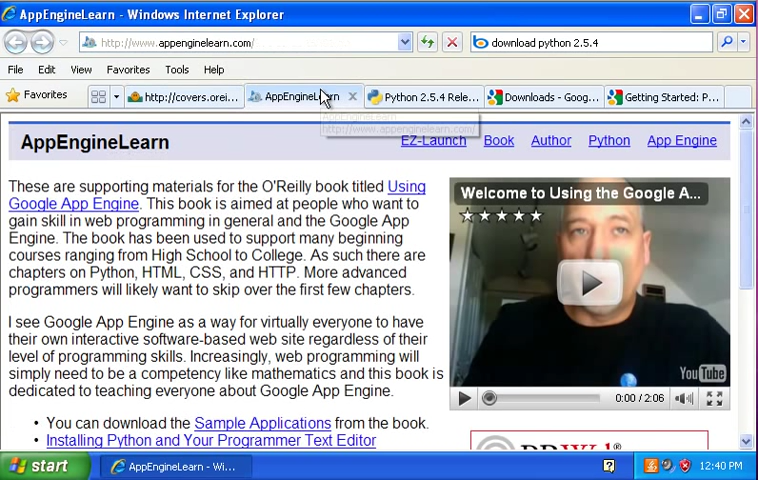 AppEngineLearn - Windows Internet Explorer
http://www.appenginelearn.com/
download python 2.5.4
File Edit View Favorites Tools Help
Favorites
http://covers.orei...
AppEngineLearn
Python 2.5.4 Rele...
Downloads - Goog...
Getting Started: P...
AppEngineLearn
http://www.appenginelearn.com/
AppEngineLearn
EZ-Launch Book Author Python App Engine
These are supporting materials for the O'Reilly book titled Using
Google App Engine. This book is aimed at people who want to
gain skill in web programming in general and the Google App
Engine. The book has been used to support many beginning
courses ranging from High School to College. As such there are
chapters on Python, HTML, CSS, and HTTP. More advanced
programmers will likely want to skip over the first few chapters.
I see Google App Engine as a way for virtually everyone to have
their own interactive software-based web site regardless of their
level of programming skills. Increasingly, web programming will
simply need to be a competency like mathematics and this book is
dedicated to teaching everyone about Google App Engine.
• You can download the Sample Applications from the book.
• Installing Python and Your Programmer Text Editor
Welcome to Using the Google A...
YouTube
0:00 / 2:06
start
AppEngineLearn - Wi...
12:40 PM